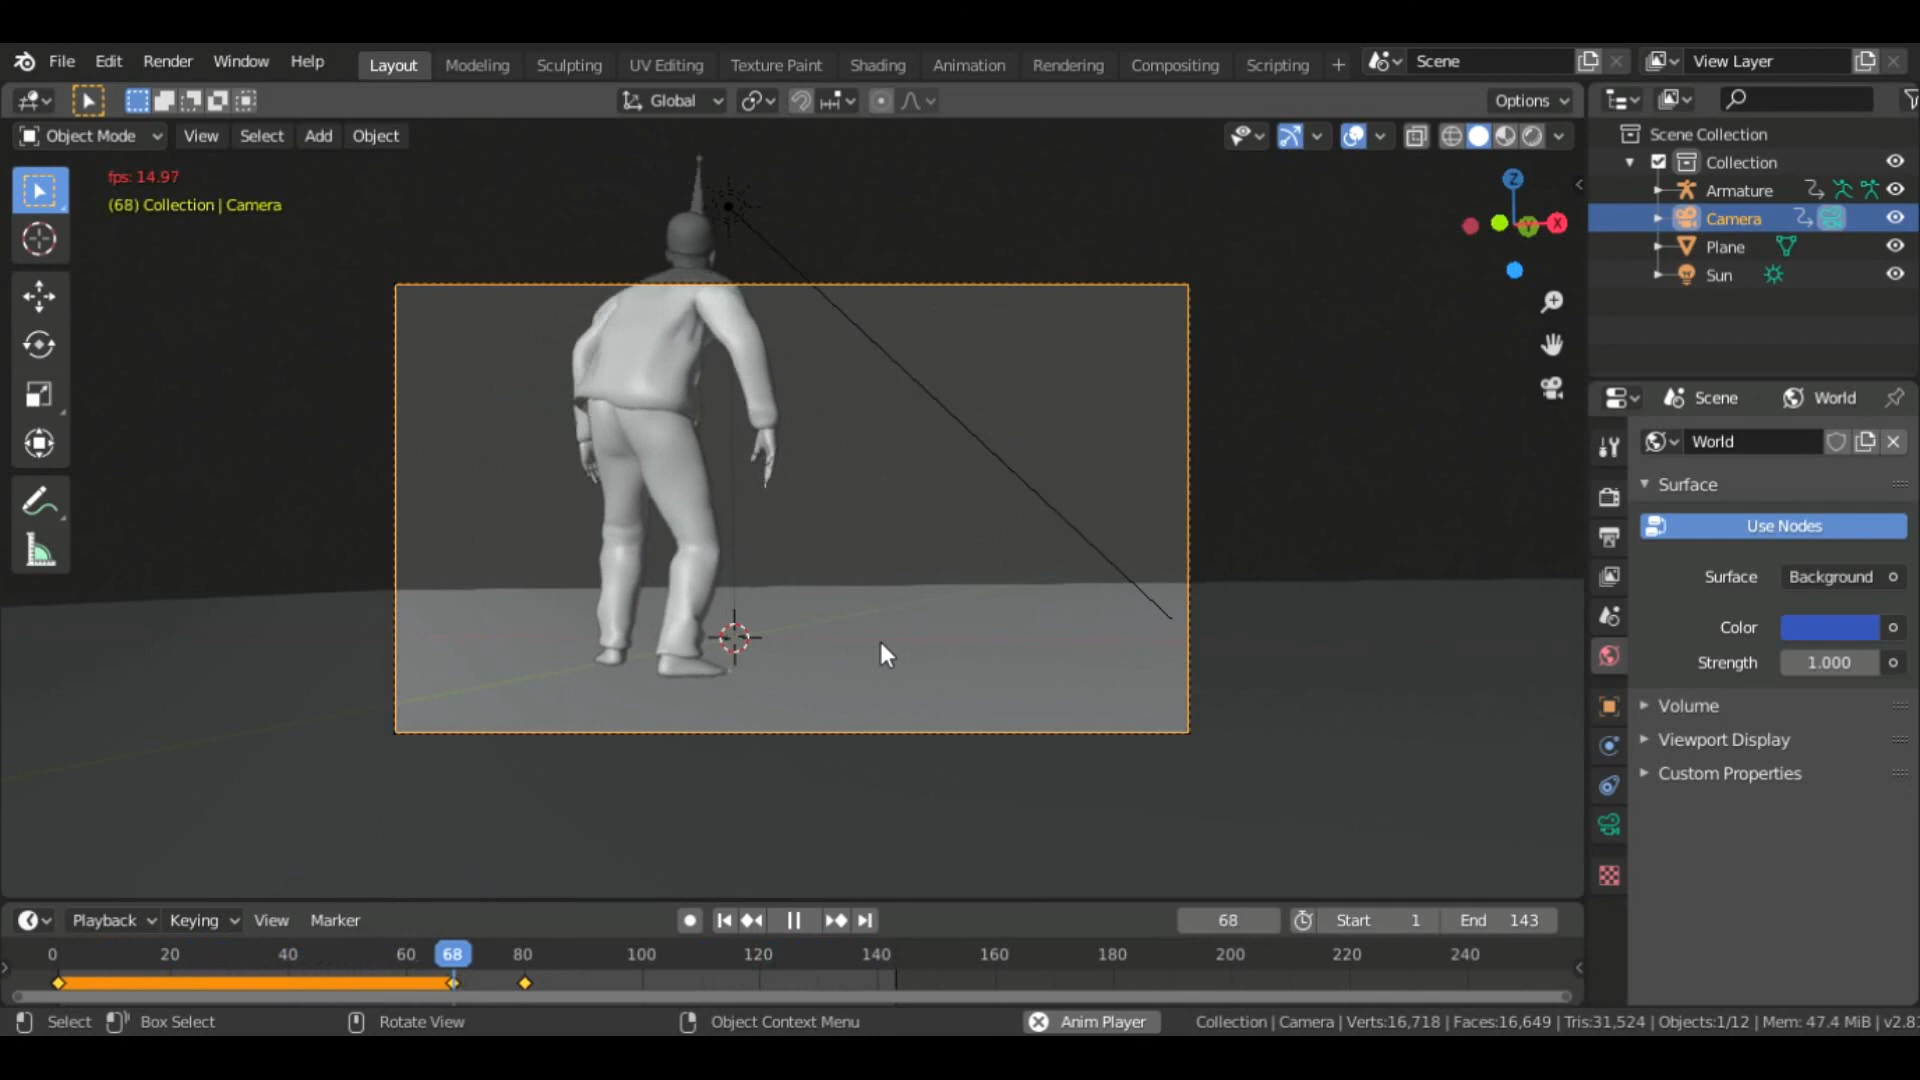 File Edit Render Window Help Layout Modeling Sculpting UV Editing Texture Paint Shading Animation Rendering Compositing Scripting + Scene View Layer
Global Options
Object Mode View Select Add Object
fps: 14.97
(68) Collection | Camera
Z
X
Y
Scene Collection
Collection
Armature
Camera
Plane
Sun
Scene World
World
Surface
Use Nodes
Surface Background
Color
Strength 1.000
Volume
Viewport Display
Custom Properties
Playback Keying View Marker 68 Start 1 End 143
0 20 40 60 68 80 100 120 140 160 180 200 220 240
Select Box Select Rotate View Object Context Menu Anim Player Collection | Camera | Verts:16,718 | Faces:16,649 | Tris:31,524 | Objects:1/12 | Mem: 47.4 MiB | v2.8